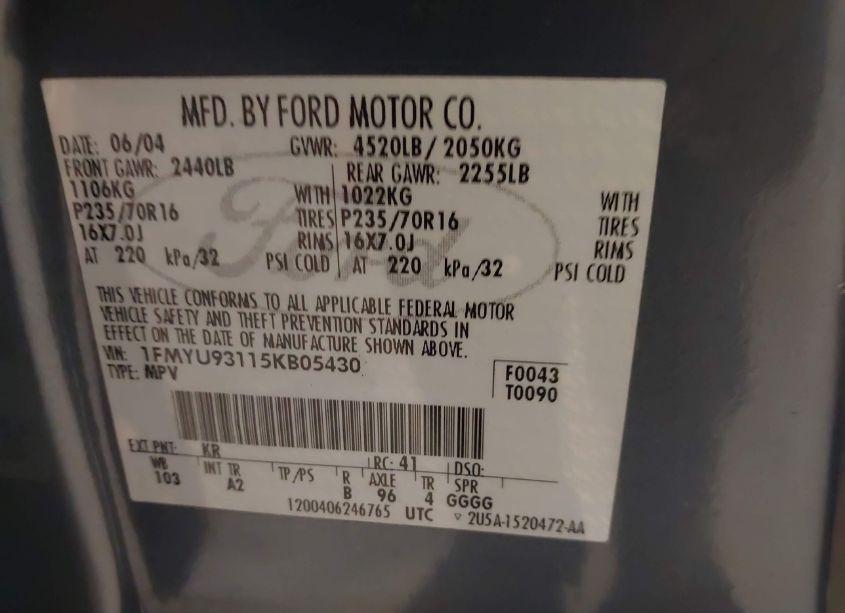 MFD. BY FORD MOTOR CO.
DATE: 06/04 GVWR: 4520LB/ 2050KG
FRONT GAWR: 2440LB REAR GAWR: 2255LB
1106KG WITH 1022KG WITH
P235/70R16 TIRES P235/70R16 TIRES
16X7.0J RIMS 16X7.0J RIMS
AT 220 kPa/32 PSI COLD AT 220 kPa/32 PSI COLD
Ford
THIS VEHICLE CONFORMS TO ALL APPLICABLE FEDERAL MOTOR
VEHICLE SAFETY AND THEFT PREVENTION STANDARDS IN
EFFECT ON THE DATE OF MANUFACTURE SHOWN ABOVE.
VIN: 1FMYU93115KB05430
TYPE: MPV
F0043
T0090
EXT PNT: KR RC: 41 DSO:
WB INT TR TP/PS R AXLE TR SPR
103 A2 B 96 4 GGGG
1200406246765 UTC ▿ 2U5A-1520472-AA